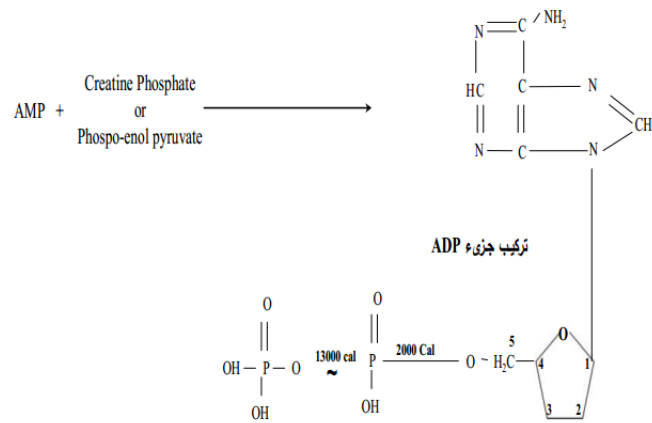 N C NH2
HC C N
CH
N C N
AMP + Creatine Phosphate
or
Phospo-enol pyruvate
تركيب جزيء ADP
O O
OH P O 13000 cal ~ P 2000 Cal O H2C 5 4 O 1
OH OH 3 2